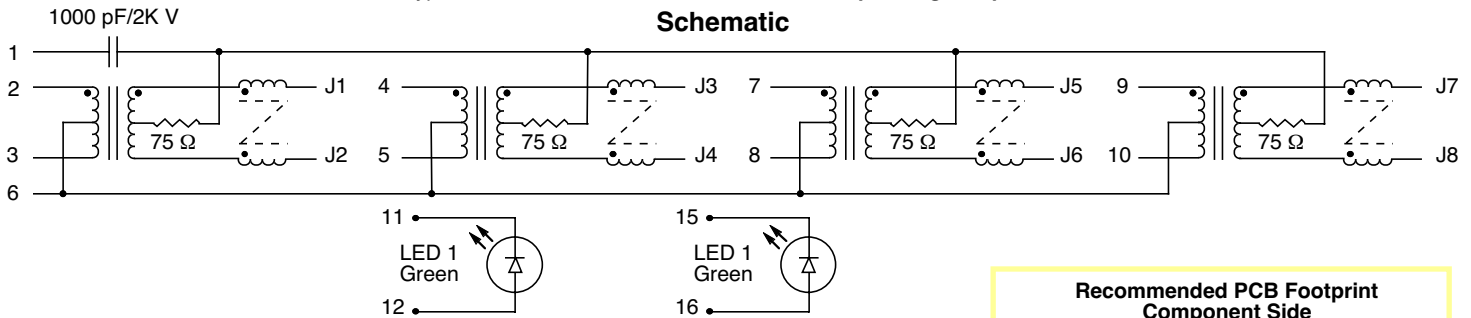 1000 pF/2K V
Schematic
1
2 J1 4 J3 7 J5 9 J7
75 Ω 75 Ω 75 Ω 75 Ω
3 J2 5 J4 8 J6 10 J8
6
11 15
LED 1 LED 1
Green Green
12 16
Recommended PCB Footprint
Component Side